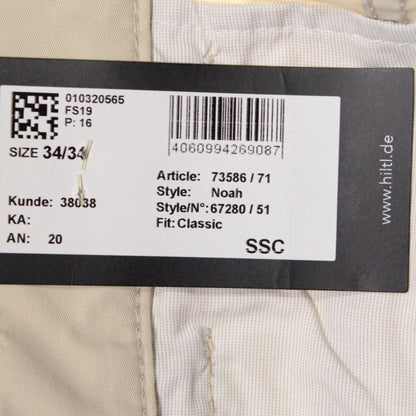 010320565
FS19
P: 16
SIZE 34/34
4060994269087
Kunde: 38038
KA:
AN: 20
Article: 73586 / 71
Style: Noah
Style/N°: 67280 / 51
Fit: Classic
SSC
www.hiltl.de